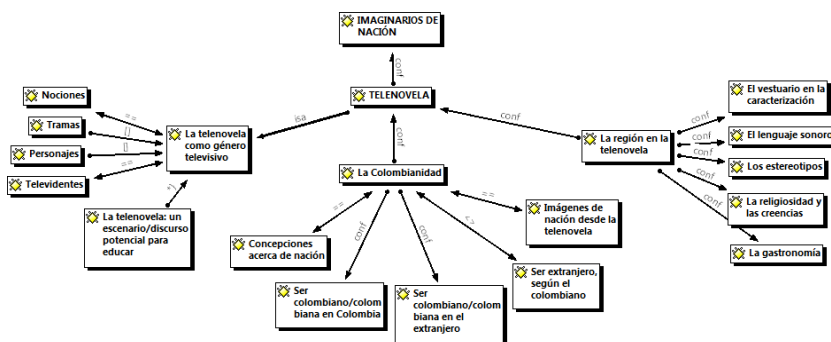 IMAGINARIOS DE
NACIÓN
conf
TELENOVELA
isa
conf
conf
Nociones
Tramas
Personajes
Televidentes
==
[]
[]
==
La telenovela
como género
televisivo
*}
La telenovela: un
escenario/discurso
potencial para
educar
La Colombianidad
==
conf
conf
<>
==
Concepciones
acerca de nación
Ser
colombiano/colom
biana en Colombia
Ser
colombiano/colom
biana en el
extranjero
Ser extranjero,
según el
colombiano
Imágenes de
nación desde la
telenovela
La región en la
telenovela
conf
conf
conf
conf
conf
El vestuario en la
caracterización
El lenguaje sonoro
Los estereotipos
La religiosidad y
las creencias
La gastronomía